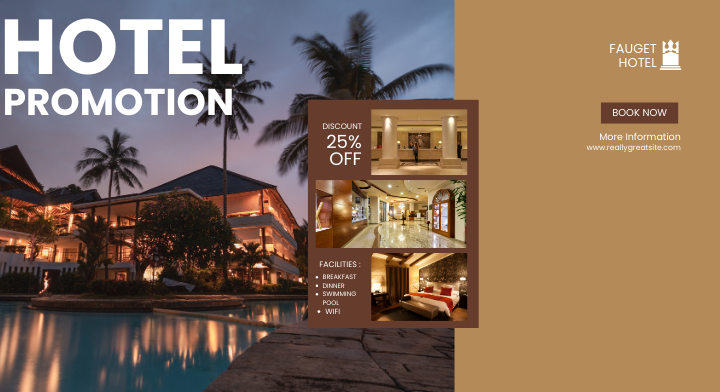 HOTEL
PROMOTION
FAUGET
HOTEL
BOOK NOW
More Information
www.reallygreatsite.com
DISCOUNT
25%
OFF
FACILITIES :
• BREAKFAST
• DINNER
• SWIMMING
POOL
• WIFI